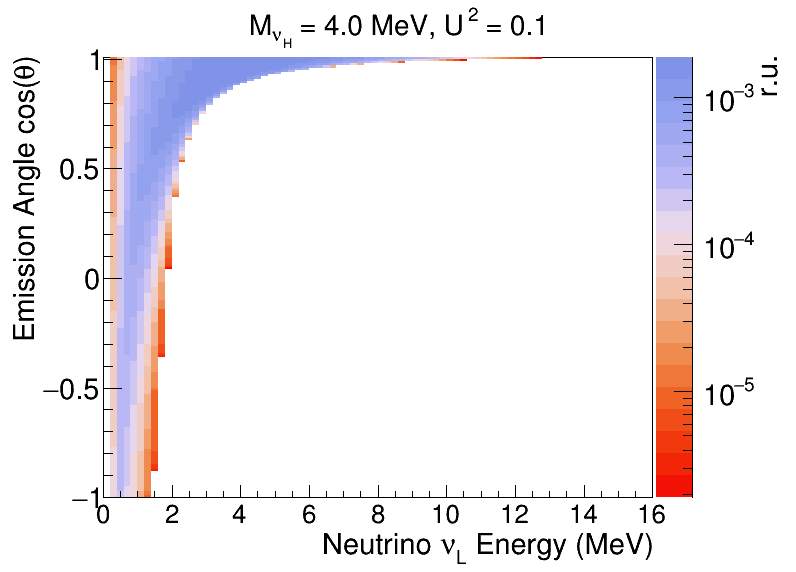 M_{ν_H} = 4.0 MeV, U² = 0.1
Emission Angle cos(θ)
1
0.5
0
−0.5
−1
0 2 4 6 8 10 12 14 16
Neutrino ν_L Energy (MeV)
r.u.
10⁻³
10⁻⁴
10⁻⁵